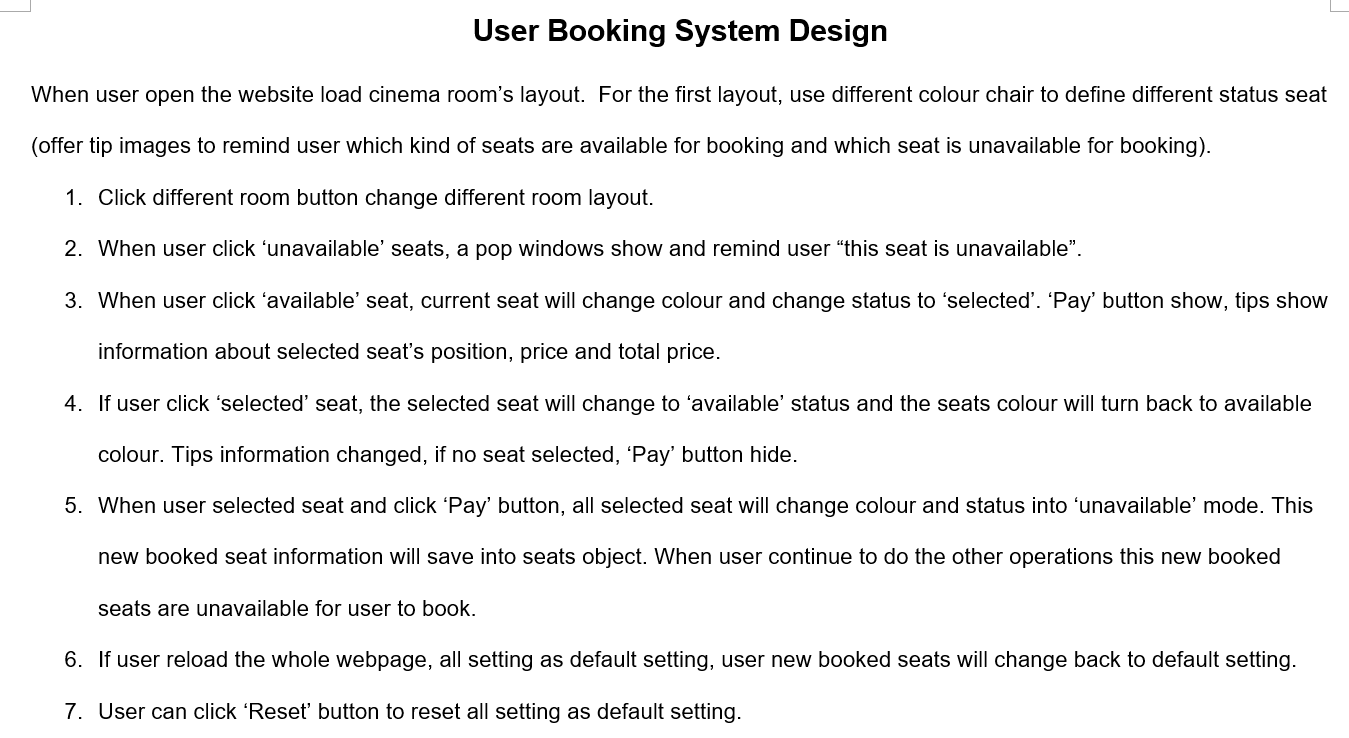 User Booking System Design
When user open the website load cinema room’s layout.  For the first layout, use different colour chair to define different status seat
(offer tip images to remind user which kind of seats are available for booking and which seat is unavailable for booking).
1. Click different room button change different room layout.
2. When user click ‘unavailable’ seats, a pop windows show and remind user “this seat is unavailable”.
3. When user click ‘available’ seat, current seat will change colour and change status to ‘selected’. ‘Pay’ button show, tips show
information about selected seat’s position, price and total price.
4. If user click ‘selected’ seat, the selected seat will change to ‘available’ status and the seats colour will turn back to available
colour. Tips information changed, if no seat selected, ‘Pay’ button hide.
5. When user selected seat and click ‘Pay’ button, all selected seat will change colour and status into ‘unavailable’ mode. This
new booked seat information will save into seats object. When user continue to do the other operations this new booked
seats are unavailable for user to book.
6. If user reload the whole webpage, all setting as default setting, user new booked seats will change back to default setting.
7. User can click ‘Reset’ button to reset all setting as default setting.